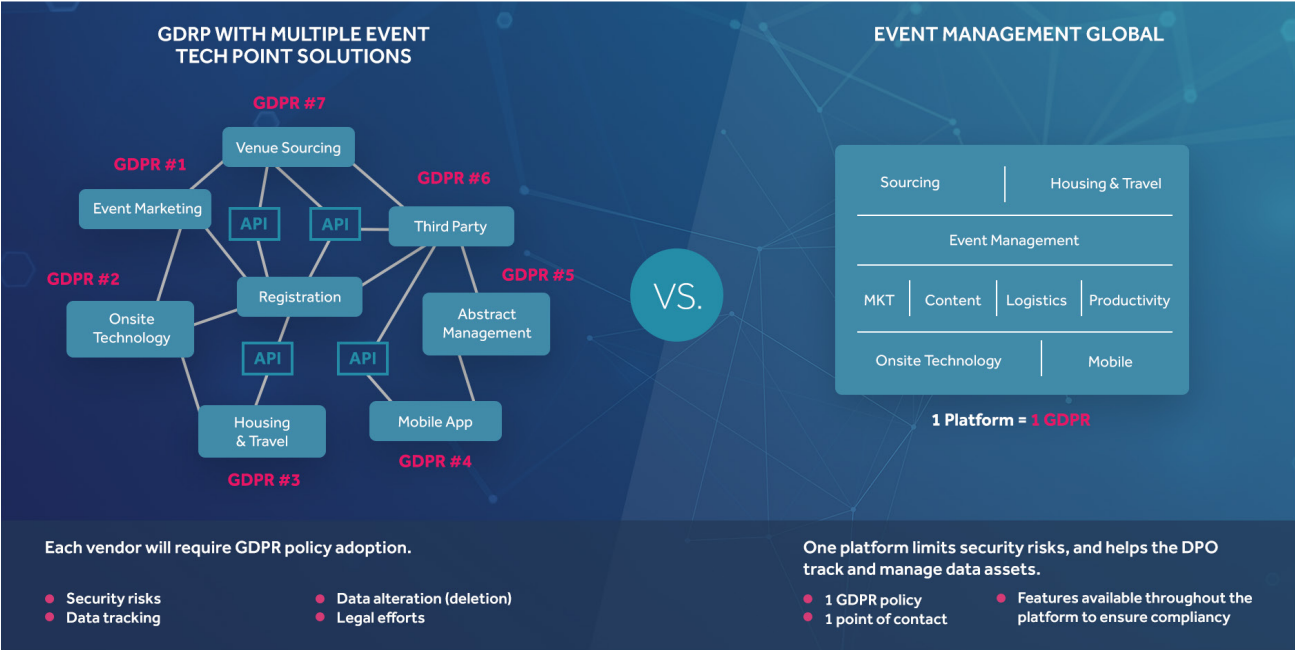 GDRP WITH MULTIPLE EVENT
TECH POINT SOLUTIONS
GDPR #7
Venue Sourcing
GDPR #1
GDPR #6
Event Marketing
API
API
Third Party
GDPR #2
GDPR #5
Registration
Onsite
Technology
Abstract
Management
API
API
Housing
& Travel
Mobile App
GDPR #4
GDPR #3
Each vendor will require GDPR policy adoption.
Security risks
Data tracking
Data alteration (deletion)
Legal efforts
VS.
EVENT MANAGEMENT GLOBAL
Sourcing
Housing & Travel
Event Management
MKT
Content
Logistics
Productivity
Onsite Technology
Mobile
1 Platform = 1 GDPR
One platform limits security risks, and helps the DPO
track and manage data assets.
1 GDPR policy
1 point of contact
Features available throughout the
platform to ensure compliancy